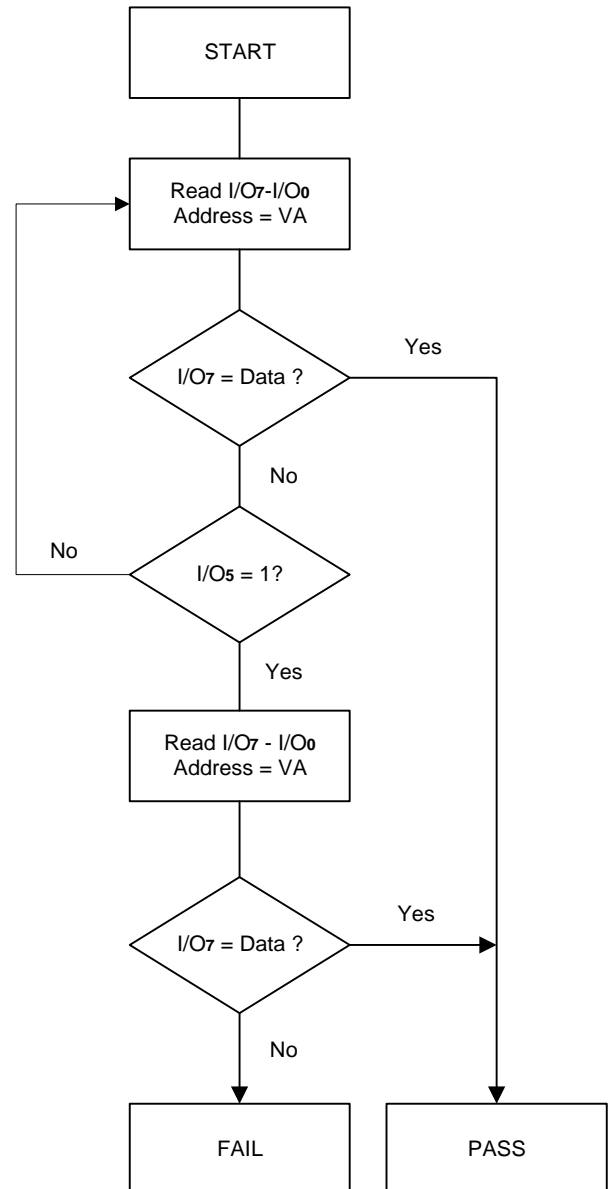 START
Read I/O7-I/O0
Address = VA
I/O7 = Data ?
Yes
No
No
I/O5 = 1?
Yes
Read I/O7 - I/O0
Address = VA
I/O7 = Data ?
Yes
No
FAIL
PASS